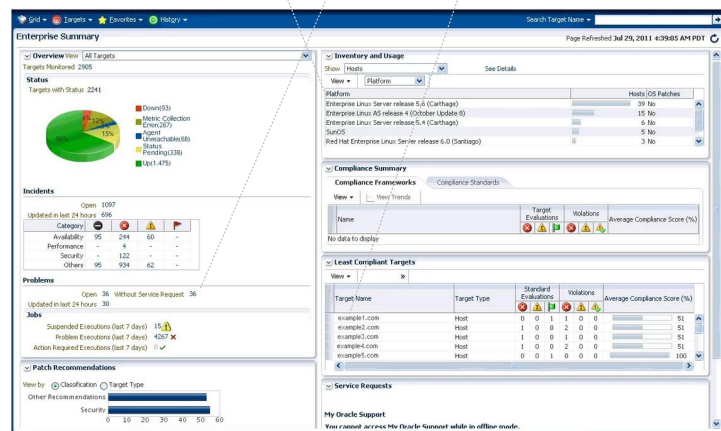 Grid Targets Favorites History Search Target Name
Enterprise Summary Page Refreshed Jul 29, 2011 4:39:05 AM PDT
Overview View All Targets
Targets Monitored 2905
Status
Targets with Status 2241
4% 12% 15%
Down(93)
Metric Collection
Error(267)
Agent
Unreachable(68)
Status
Pending(338)
Up(1,475)
Incidents
Open 1097
Updated in last 24 hours 696
Category
Availability 95 244 60 -
Performance - 4 - -
Security - 122 - -
Others 95 934 62 -
Problems
Open 36 Without Service Request 36
Updated in last 24 hours 30
Jobs
Suspended Executions (last 7 days) 15
Problem Executions (last 7 days) 4267
Action Required Executions (last 7 days) 0
Patch Recommendations
View by Classification Target Type
Other Recommendations
Security
0 10 20 30 40 50 60
Inventory and Usage
Show Hosts See Details
View Platform
Platform Hosts OS Patches
Enterprise Linux Server release 5.6 (Carthage) 39 No
Enterprise Linux AS release 4 (October Update 8) 15 No
Enterprise Linux Server release 5.4 (Carthage) 6 No
SunOS 5 No
Red Hat Enterprise Linux Server release 6.0 (Santiago) 3 No
Compliance Summary
Compliance Frameworks Compliance Standards
View View Trends
Name Target Evaluations Violations Average Compliance Score (%)
No data to display
Least Compliant Targets
View »
Target Name Target Type Standard Evaluations Violations Average Compliance Score (%)
example1.com Host 0 0 1 1 0 0 51
example2.com Host 1 0 0 2 0 0 51
example3.com Host 0 0 1 1 0 0 51
example4.com Host 1 0 0 2 0 0 51
example5.com Host 0 0 1 0 0 0 100
Service Requests
My Oracle Support
You cannot access My Oracle Support while in offline mode.